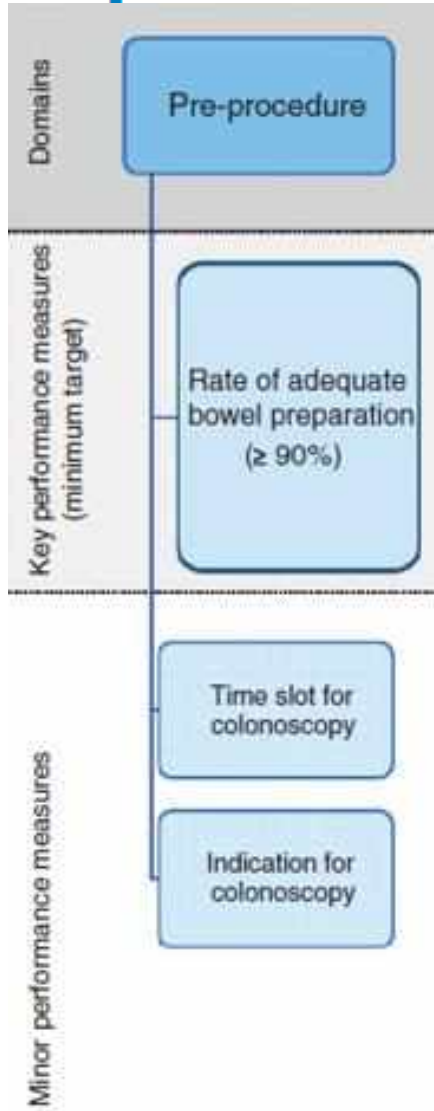 Domains
Pre-procedure
Key performance measures
(minimum target)
Rate of adequate
bowel preparation
(≥ 90%)
Minor performance measures
Time slot for
colonoscopy
Indication for
colonoscopy